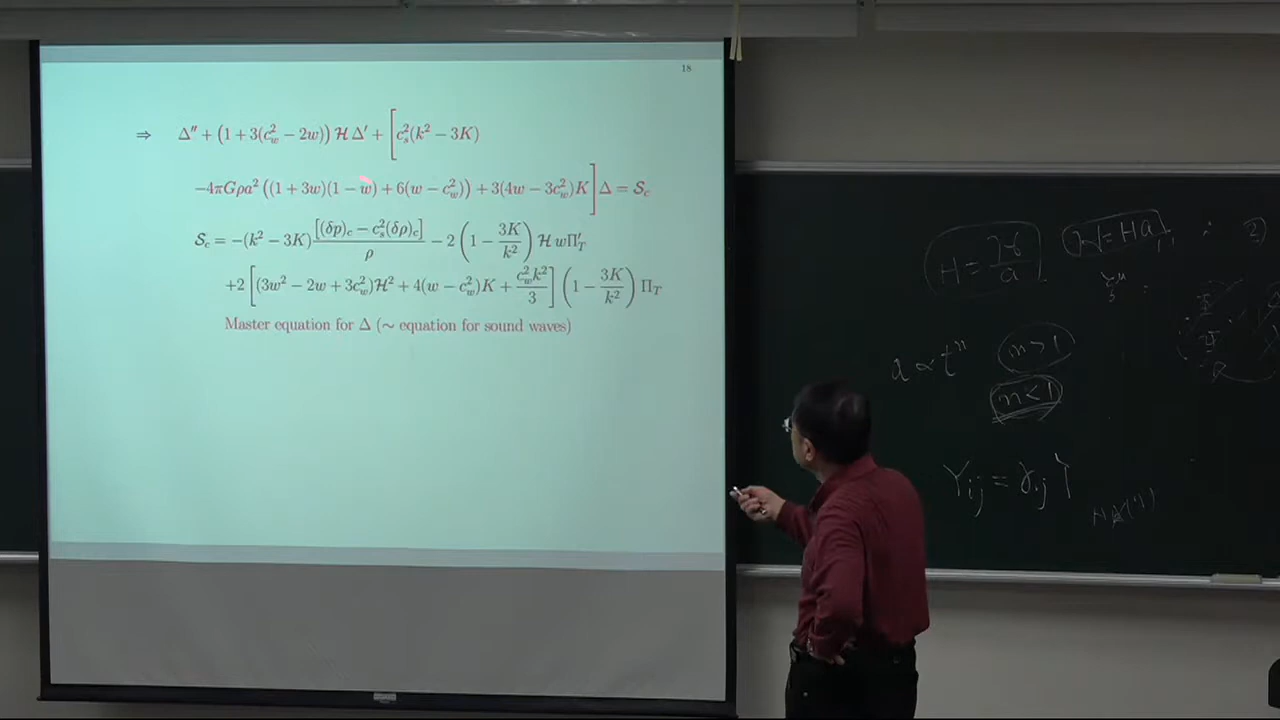 18
⇒ Δ″ + (1 + 3(c_w^2 − 2w)) ℋ Δ′ + [c_s^2(k^2 − 3K)
−4πGρa^2 ((1 + 3w)(1 − w) + 6(w − c_w^2)) + 3(4w − 3c_w^2)K] Δ = 𝒮_c
𝒮_c = −(k^2 − 3K) [(δp)_c − c_s^2(δρ)_c]/ρ − 2 (1 − 3K/k^2) ℋ wΠ′_T
+2 [(3w^2 − 2w + 3c_w^2)ℋ^2 + 4(w − c_w^2)K + c_w^2k^2/3] (1 − 3K/k^2) Π_T
Master equation for Δ (∼ equation for sound waves)
H = ℋ/a
ℋ = Ha
a ∝ t^n
n > 1
n < 1
Y_ij = γ_ij Y